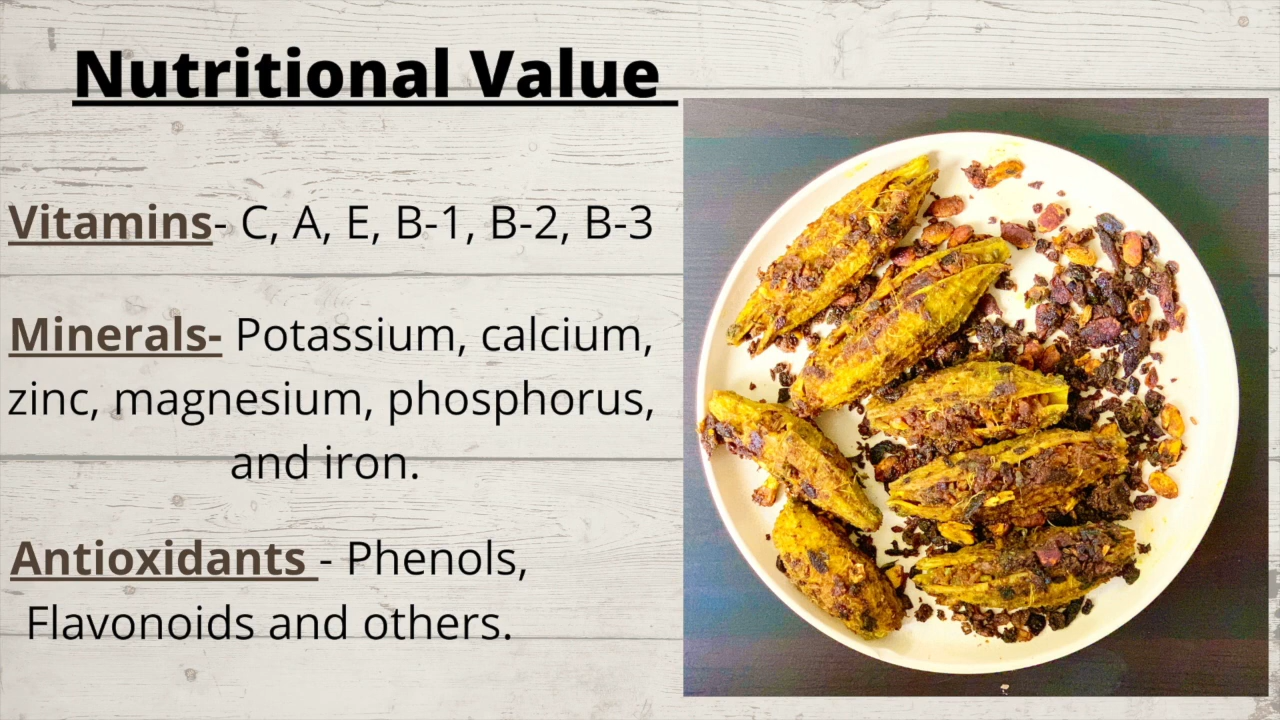 Nutritional Value
Vitamins- C, A, E, B-1, B-2, B-3
Minerals- Potassium, calcium,
zinc, magnesium, phosphorus,
and iron.
Antioxidants - Phenols,
Flavonoids and others.